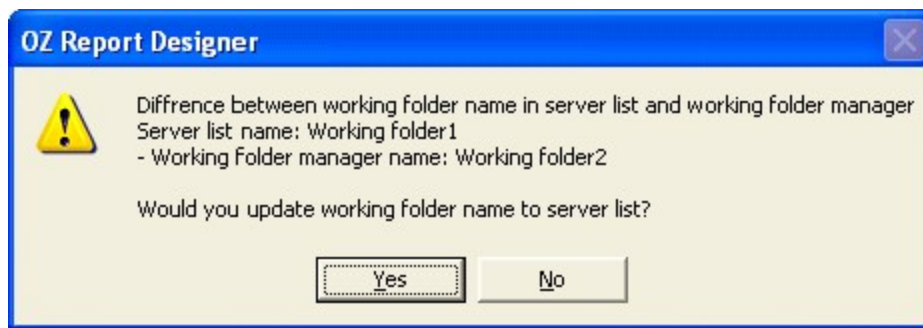 OZ Report Designer
Diffrence between working folder name in server list and working folder manager
Server list name: Working folder1
- Working folder manager name: Working folder2
Would you update working folder name to server list?
Yes No